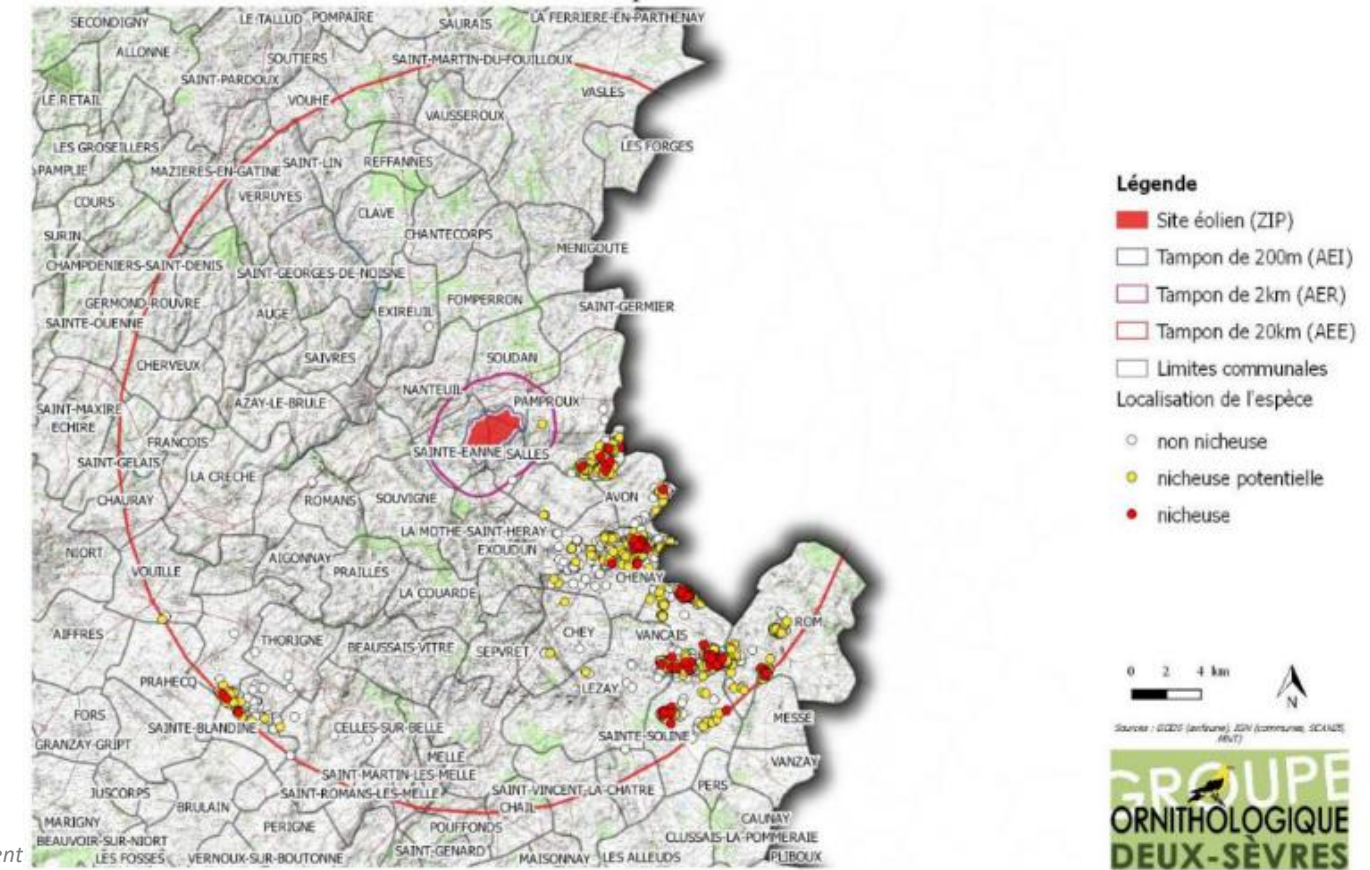 SECONDIGNY
LE TALLUD
POMPAIRE
SAURAIS
LA FERRIERE-EN-PARTHENAY
ALLONNE
SOUTIERS
SAINT-MARTIN-DU-FOUILLOUX
SAINT-PARDOUX
VASLES
LE RETAIL
VOUHE
VAUSSEROUX
LES GROSEILLERS
LES FORGES
PAMPLIE
MAZIERES-EN-GATINE
SAINT-LIN
REFFANNES
VERRUYES
COURS
CLAVE
CHANTECORPS
SURIN
MENIGOUTE
CHAMPDENIERS-SAINT-DENIS
SAINT-GEORGES-DE-NOISNE
GERMOND-ROUVRE
AUGE
EXIREUIL
FOMPERRON
SAINT-GERMIER
SAINTE-OUENNE
CHERVEUX
SAIVRES
SOUDAN
NANTEUIL
PAMPROUX
SAINT-MAXIRE
AZAY-LE-BRULE
ECHIRE
FRANCOIS
SAINTE-EANNE
SALLES
SAINT-GELAIS
LA CRECHE
CHAURAY
ROMANS
SOUVIGNE
AVON
LA MOTHE-SAINT-HERAY
NIORT
EXOUDUN
AIGONNAY
VOUILLE
PRAILLES
CHENAY
LA COUARDE
AIFFRES
THORIGNE
BEAUSSAIS-VITRE
CHEY
VANCAIS
ROM
SEPVRET
PRAHECQ
LEZAY
FORS
SAINTE-BLANDINE
CELLES-SUR-BELLE
MESSE
SAINTE-SOLINE
GRANZAY-GRIPT
MELLE
VANZAY
SAINT-MARTIN-LES-MELLE
JUSCORPS
SAINT-ROMANS-LES-MELLE
SAINT-VINCENT-LA-CHATRE
PERS
BRULAIN
CHAIL
MARIGNY
PERIGNE
POUFFONDS
CAUNAY
BEAUVOIR-SUR-NIORT
CLUSSAIS-LA-POMMERAIE
LES FOSSES
VERNOUX-SUR-BOUTONNE
SAINT-GENARD
MAISONNAY
LES ALLEUDS
PLIBOUX
Légende
Site éolien (ZIP)
Tampon de 200m (AEI)
Tampon de 2km (AER)
Tampon de 20km (AEE)
Limites communales
Localisation de l'espèce
non nicheuse
nicheuse potentielle
nicheuse
0 2 4 km
N
GROUPE
ORNITHOLOGIQUE
DEUX-SÈVRES